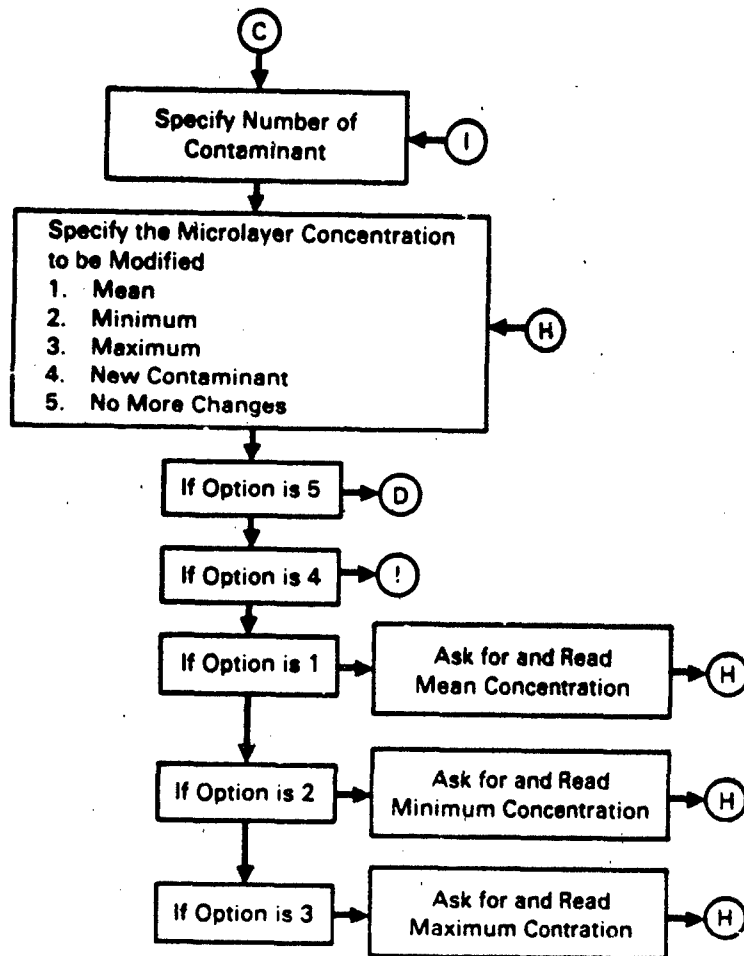 C
Specify Number of
Contaminant
I
Specify the Microlayer Concentration
to be Modified
1. Mean
2. Minimum
3. Maximum
4. New Contaminant
5. No More Changes
H
If Option is 5
D
If Option is 4
!
If Option is 1
Ask for and Read
Mean Concentration
H
If Option is 2
Ask for and Read
Minimum Concentration
H
If Option is 3
Ask for and Read
Maximum Contration
H